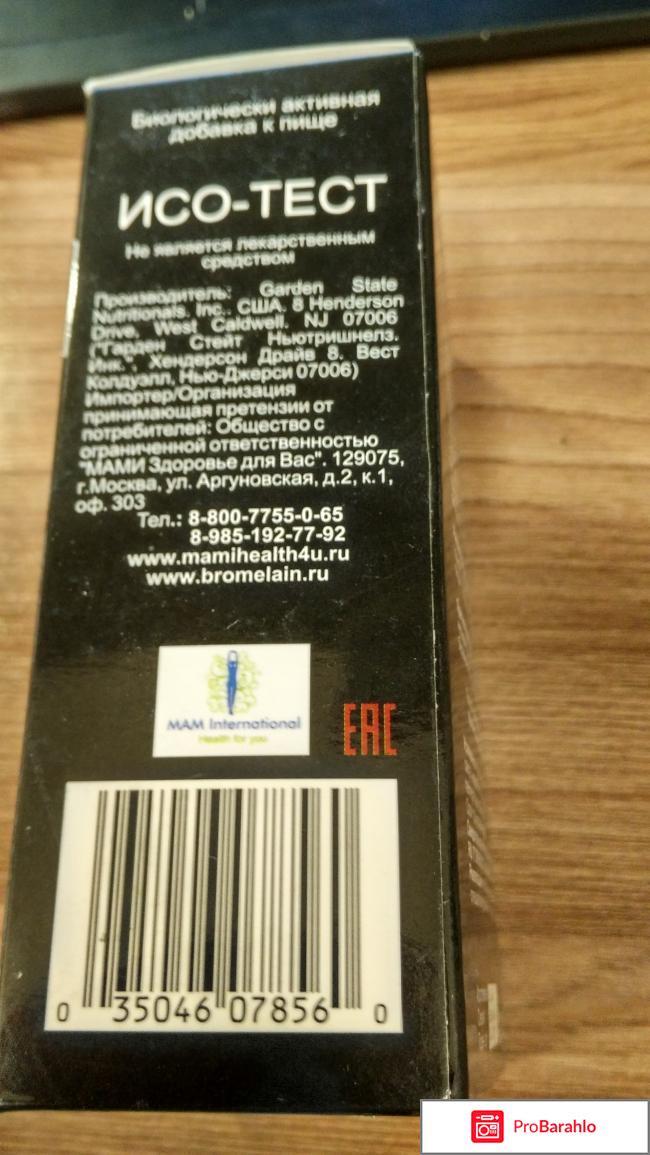 Биологически активная
добавка к пище
ИСО-ТЕСТ
Не является лекарственным
средством
Производитель: Garden State
Nutritionals, Inc., США. 8 Henderson
Drive, West Caldwell, NJ 07006
("Гарден Стейт Ньютришнелз,
Инк.", Хендерсон Драйв 8, Вест
Колдуэлл, Нью-Джерси 07006)
Импортер/Организация
принимающая претензии от
потребителей: Общество с
ограниченной ответственностью
"МАМИ Здоровье для Вас". 129075,
г.Москва, ул. Аргуновская, д.2, к.1,
оф. 303
Тел.: 8-800-7755-0-65
8-985-192-77-92
www.mamihealth4u.ru
www.bromelain.ru
MAM International
Health for you
EAC
0 35046 07856 0
ProBarahlo